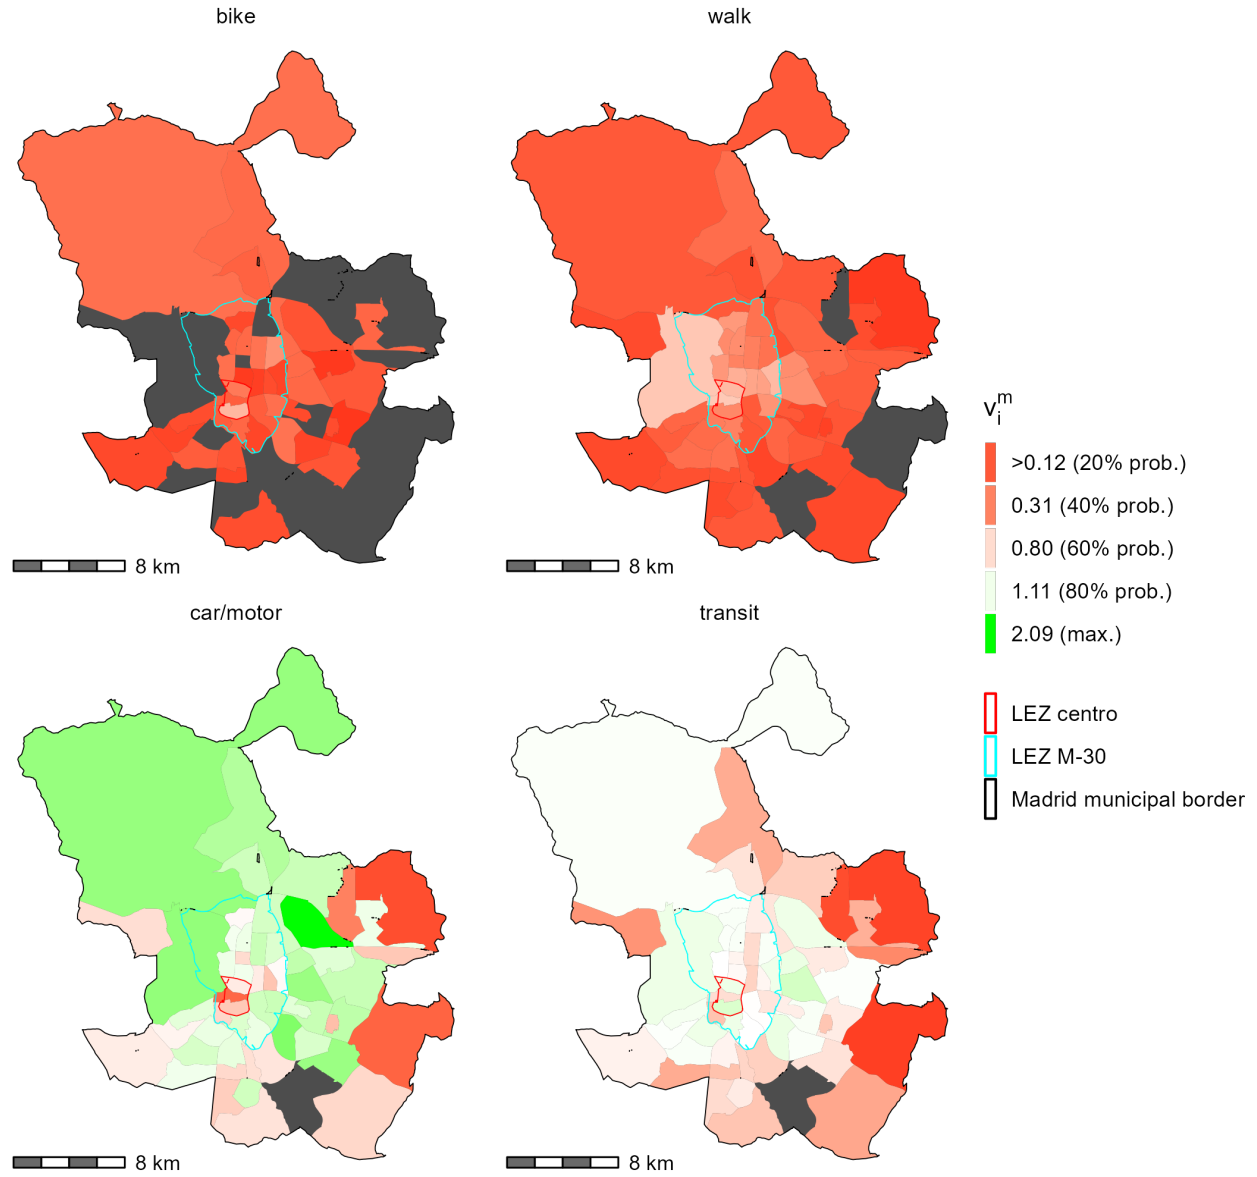 bike
walk
8 km
8 km
v_i^m
>0.12 (20% prob.)
0.31 (40% prob.)
0.80 (60% prob.)
1.11 (80% prob.)
2.09 (max.)
LEZ centro
LEZ M-30
Madrid municipal border
car/motor
transit
8 km
8 km